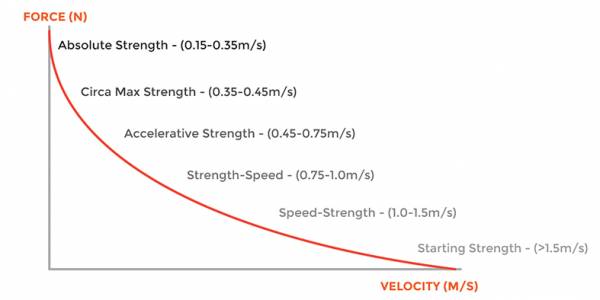 FORCE (N)
Absolute Strength - (0.15-0.35m/s)
Circa Max Strength - (0.35-0.45m/s)
Accelerative Strength - (0.45-0.75m/s)
Strength-Speed - (0.75-1.0m/s)
Speed-Strength - (1.0-1.5m/s)
Starting Strength - (>1.5m/s)
VELOCITY (M/S)